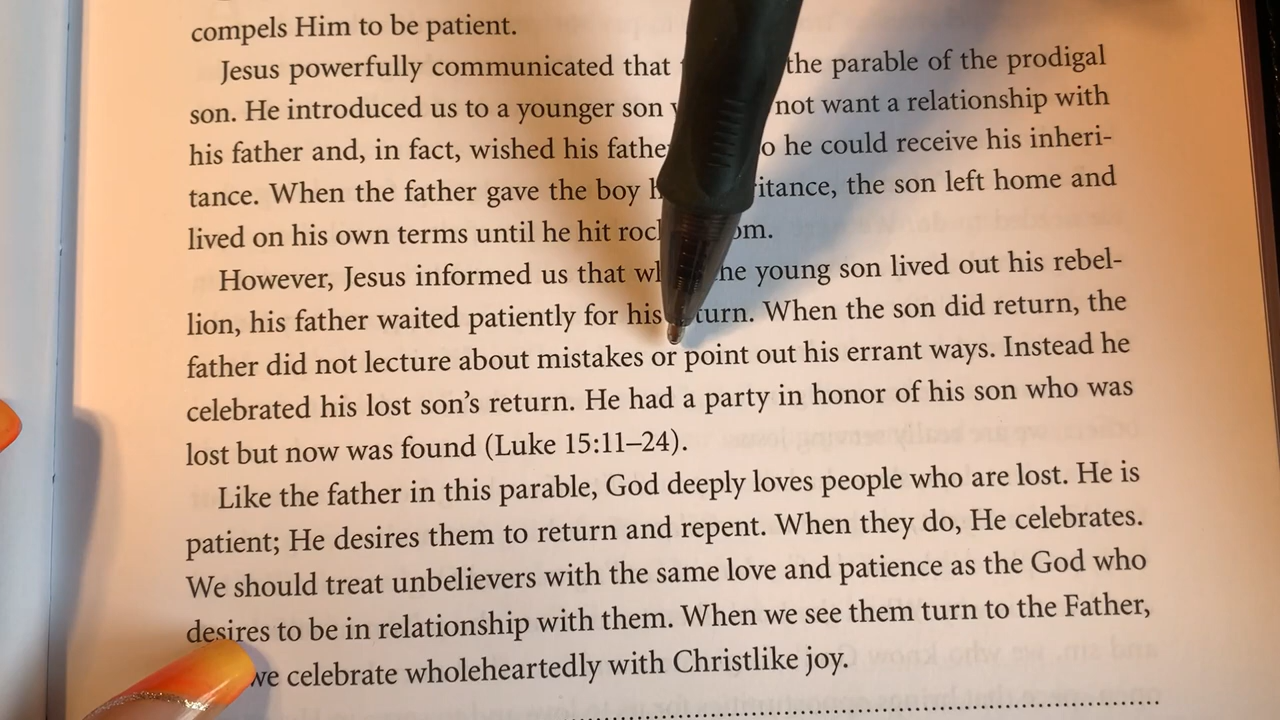 compels Him to be patient.
Jesus powerfully communicated that the parable of the prodigal
son. He introduced us to a younger son not want a relationship with
his father and, in fact, wished his he could receive his inheri-
tance. When the father gave the boy the son left home and
lived on his own terms until he hit
However, Jesus informed us that young son lived out his rebel-
lion, his father waited patiently for his When the son did return, the
father did not lecture about mistakes or point out his errant ways. Instead he
celebrated his lost son’s return. He had a party in honor of his son who was
lost but now was found (Luke 15:11–24).
Like the father in this parable, God deeply loves people who are lost. He is
patient; He desires them to return and repent. When they do, He celebrates.
We should treat unbelievers with the same love and patience as the God who
desires to be in relationship with them. When we see them turn to the Father,
we celebrate wholeheartedly with Christlike joy.